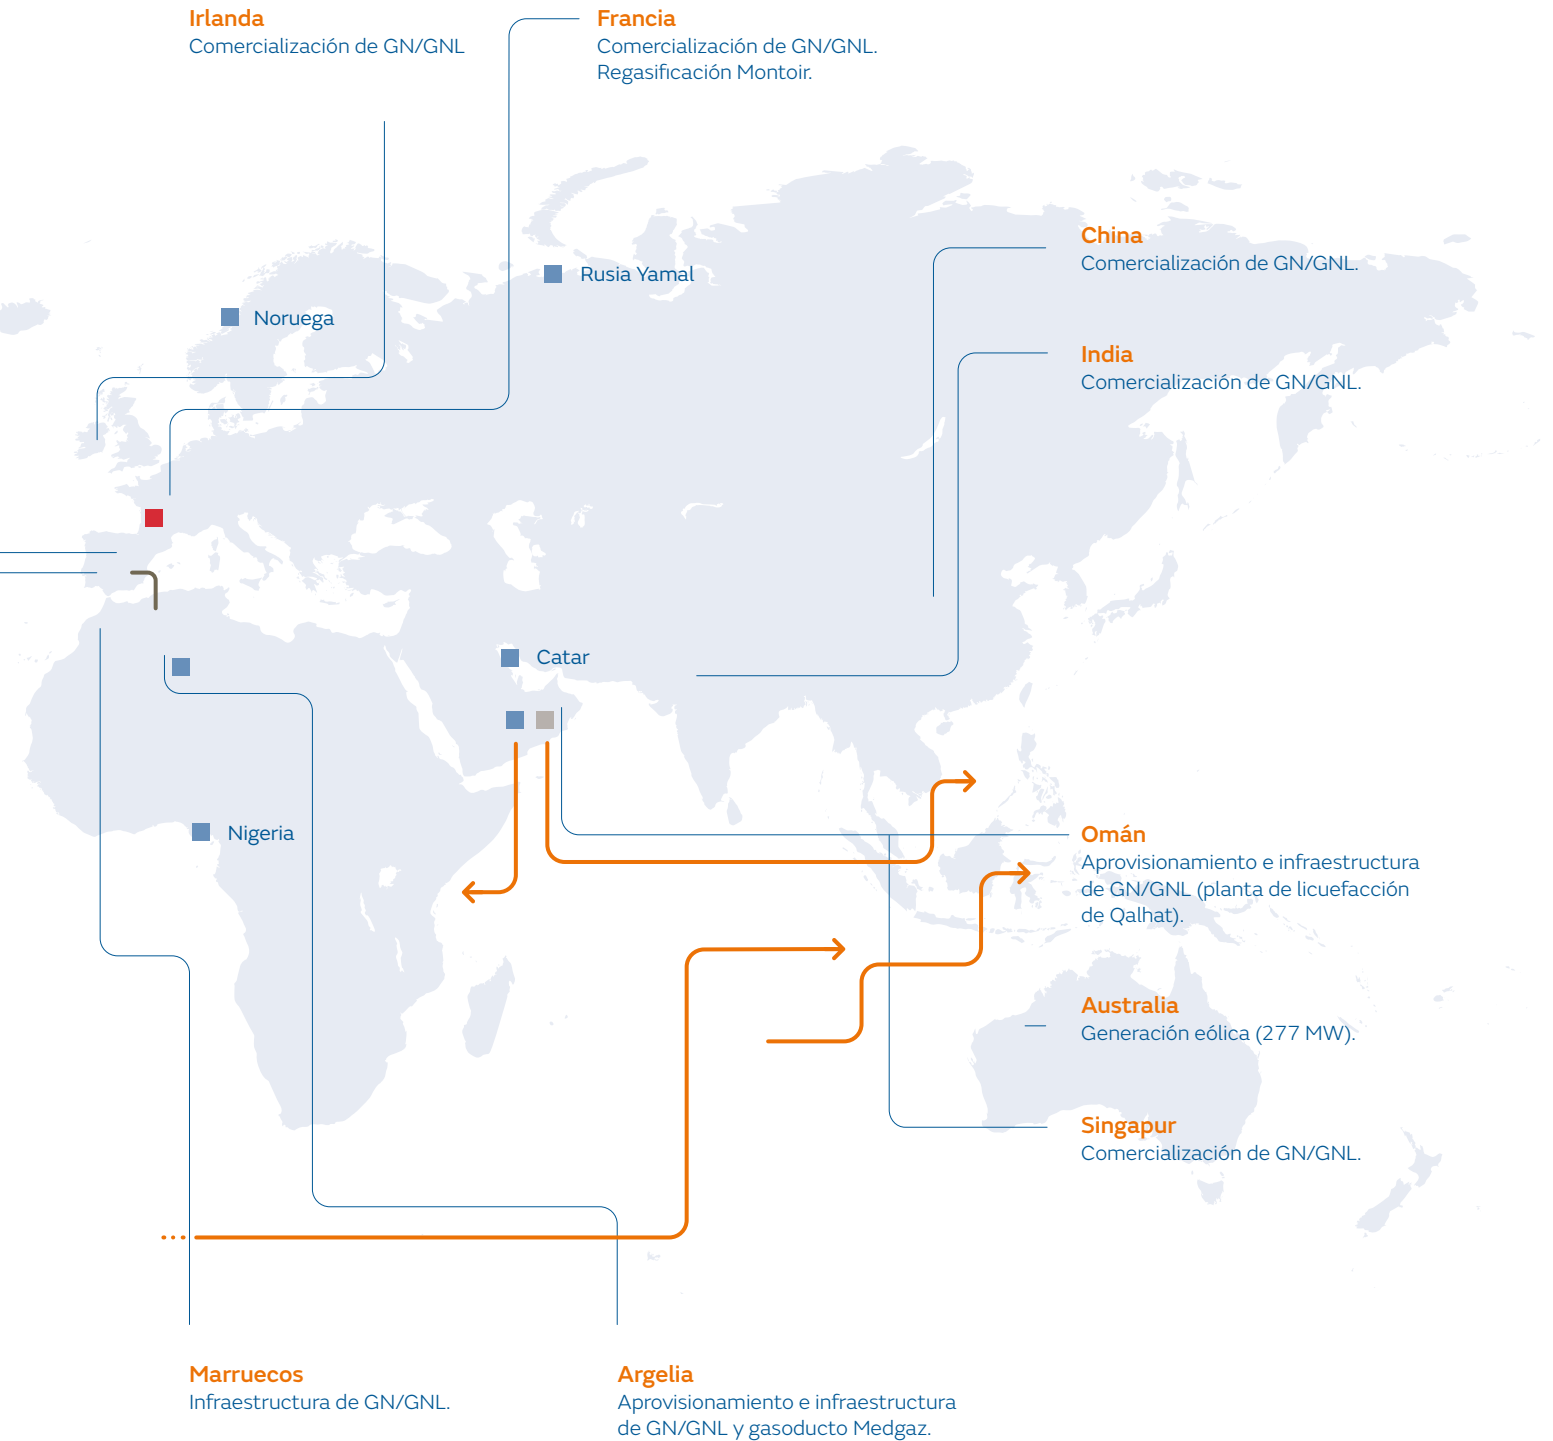 Irlanda
Comercialización de GN/GNL
Francia
Comercialización de GN/GNL.
Regasificación Montoir.
China
Comercialización de GN/GNL.
Rusia Yamal
Noruega
India
Comercialización de GN/GNL.
Catar
Nigeria
Omán
Aprovisionamiento e infraestructura
de GN/GNL (planta de licuefacción
de Qalhat).
Australia
Generación eólica (277 MW).
Singapur
Comercialización de GN/GNL.
Marruecos
Infraestructura de GN/GNL.
Argelia
Aprovisionamiento e infraestructura
de GN/GNL y gasoducto Medgaz.